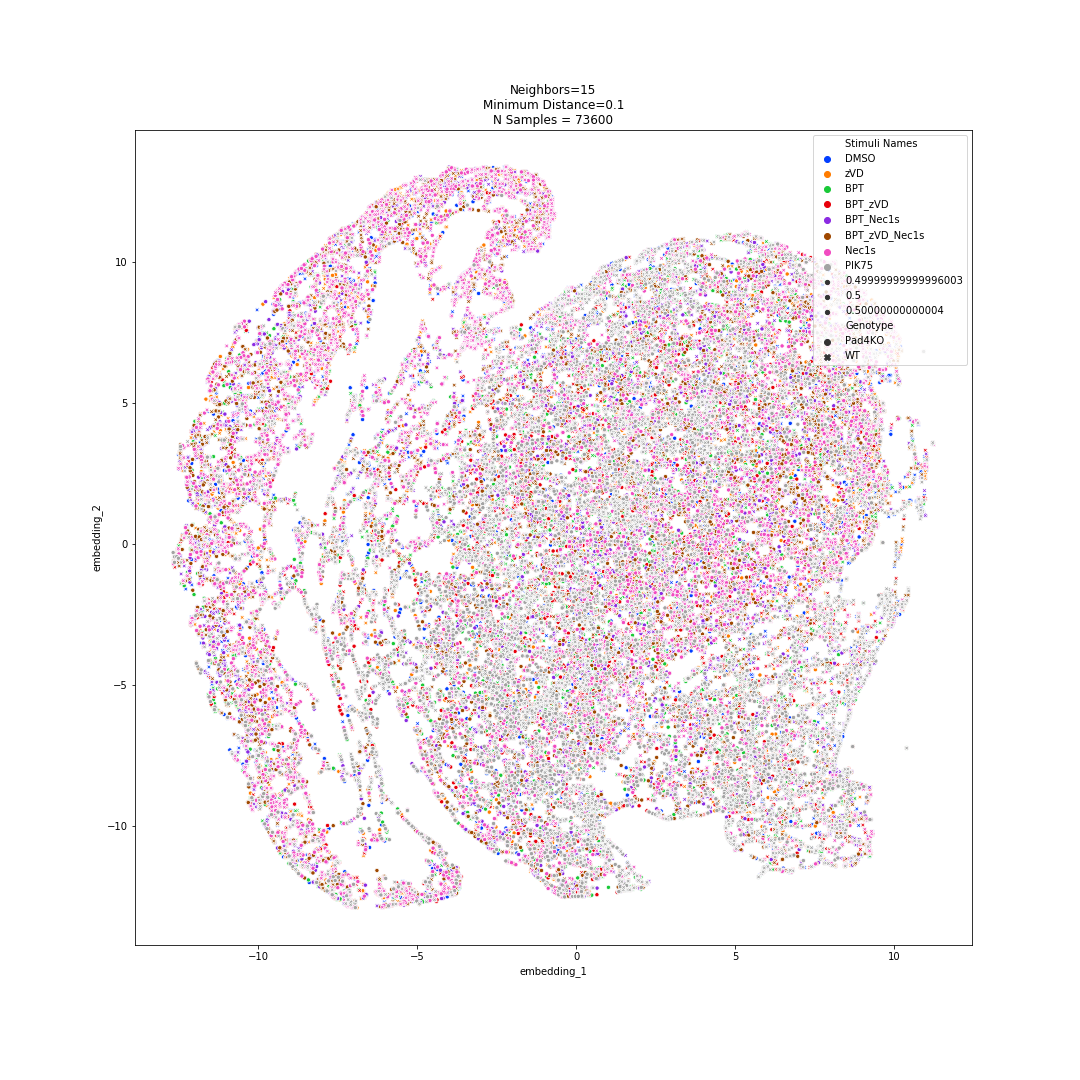 Neighbors=15
Minimum Distance=0.1
N Samples = 73600
Stimuli Names
DMSO
zVD
BPT
BPT_zVD
BPT_Nec1s
BPT_zVD_Nec1s
Nec1s
PIK75
0.49999999999996003
0.5
0.50000000000004
Genotype
Pad4KO
WT
10
5
0
−5
−10
embedding_2
−10 −5 0 5 10
embedding_1